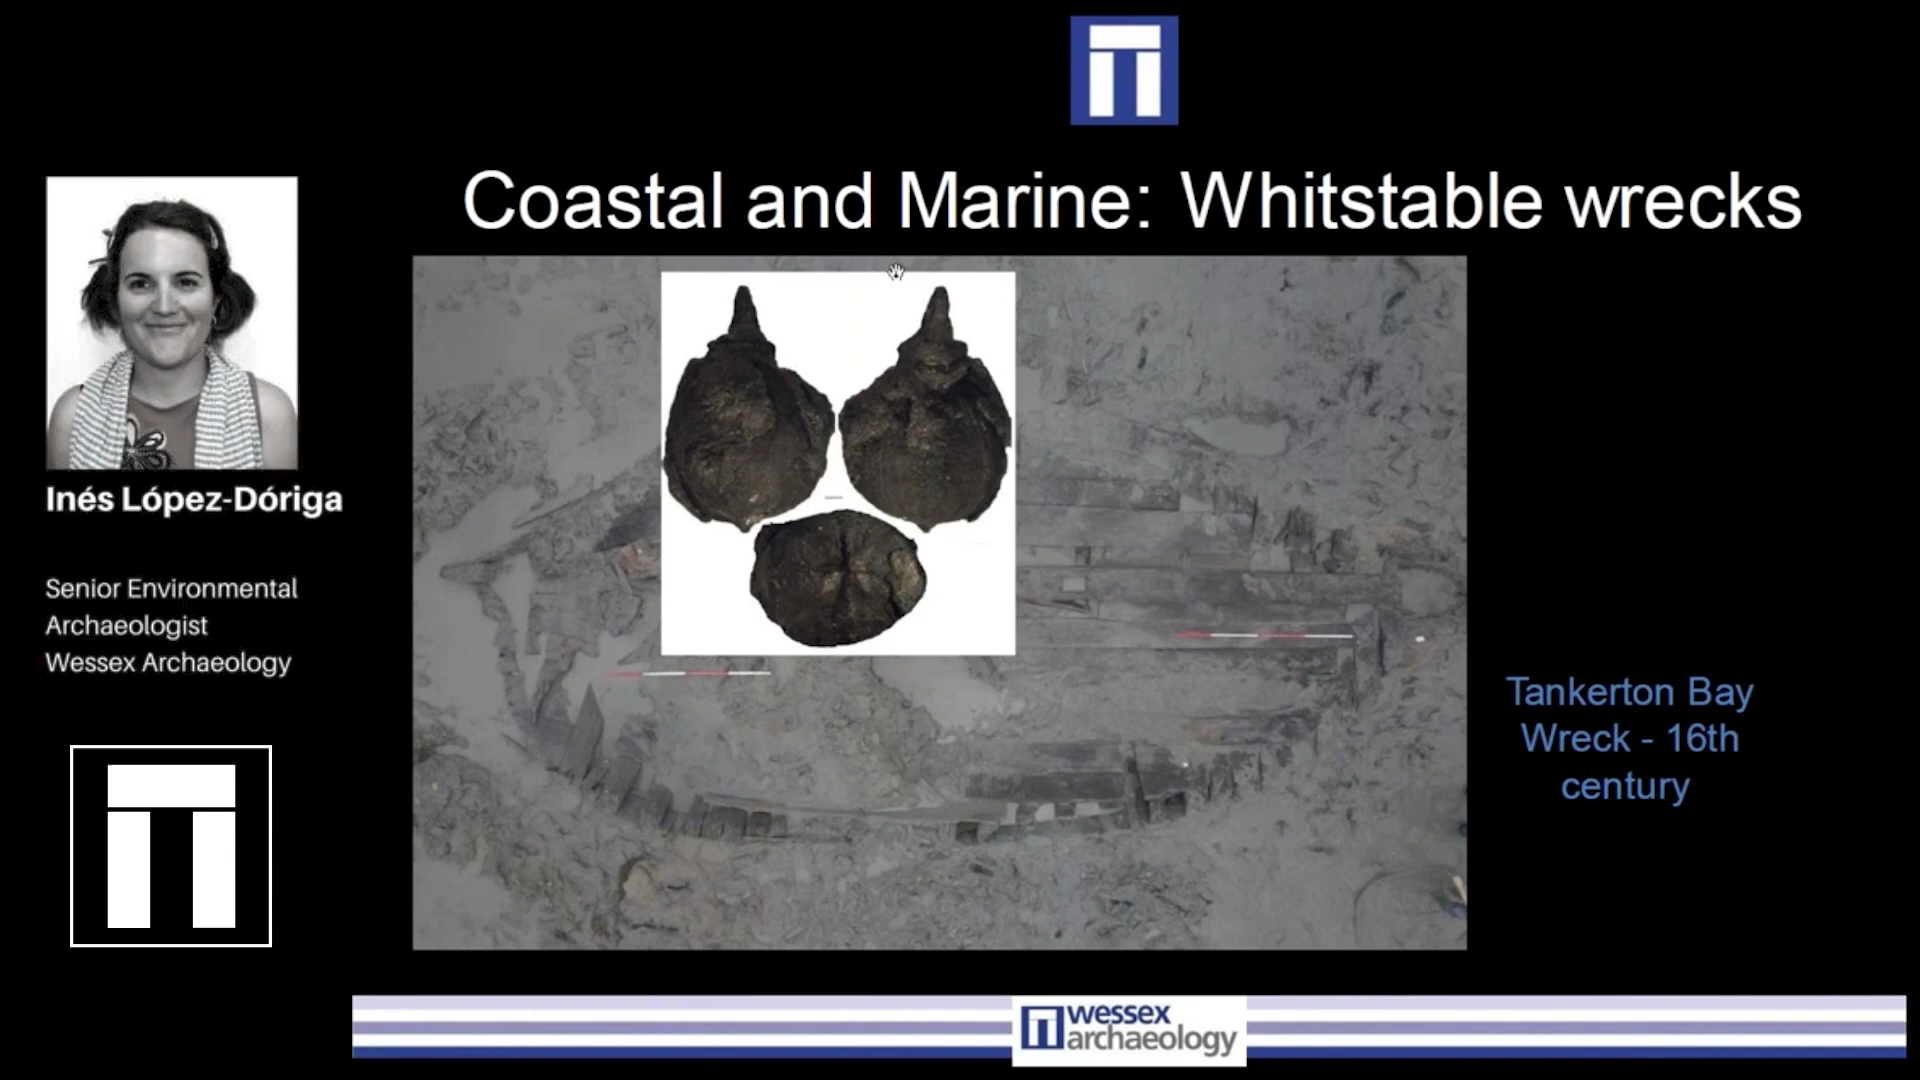 Coastal and Marine: Whitstable wrecks
Inés López-Dóriga
Senior Environmental
Archaeologist
Wessex Archaeology
Tankerton Bay
Wreck - 16th
century
wessex
archaeology